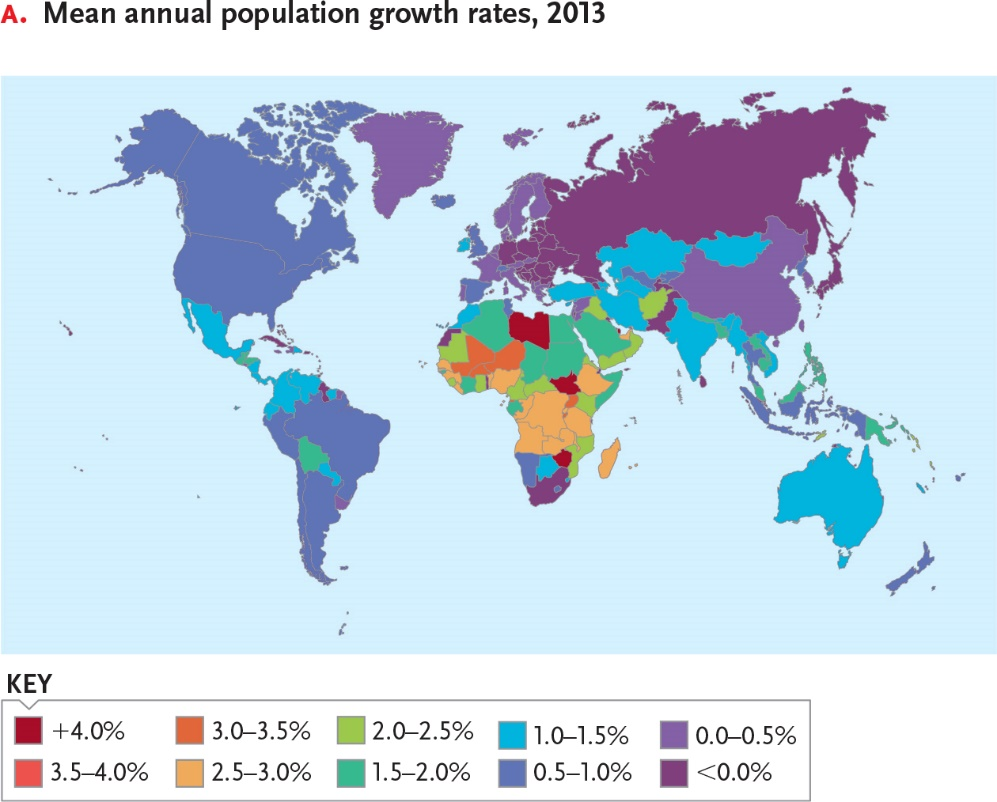 A. Mean annual population growth rates, 2013
KEY
+4.0% 3.0–3.5% 2.0–2.5% 1.0–1.5% 0.0–0.5%
3.5–4.0% 2.5–3.0% 1.5–2.0% 0.5–1.0% <0.0%